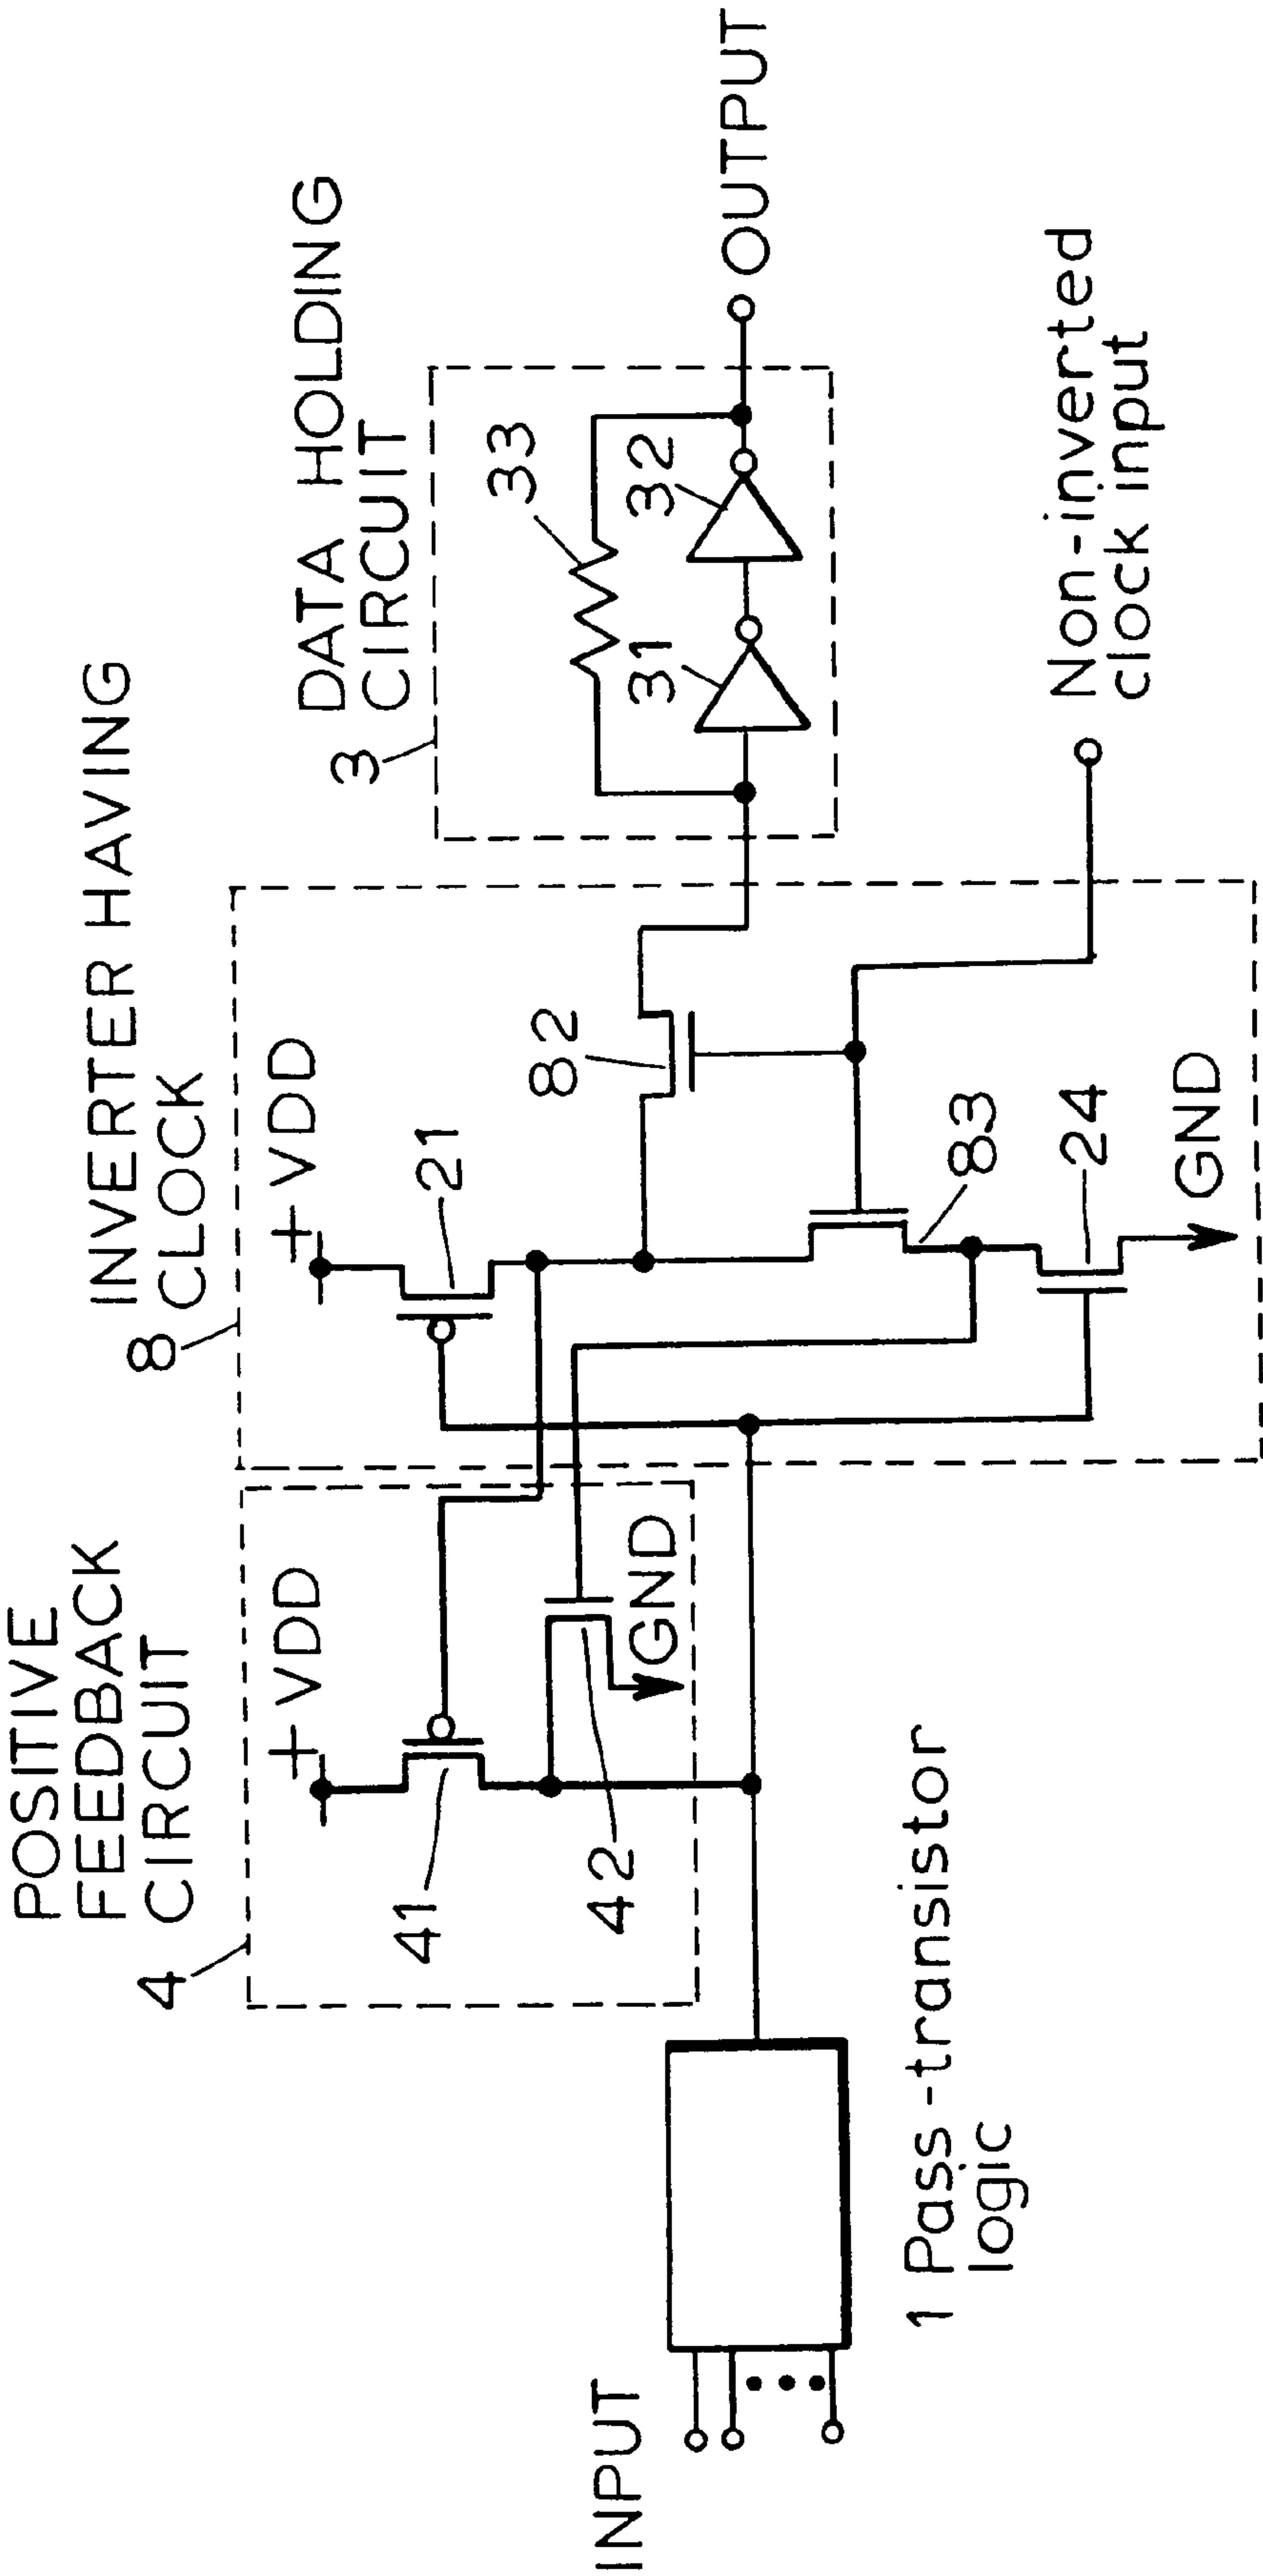 POSITIVE
FEEDBACK
CIRCUIT
4
+VDD
41
42
GND
INVERTER HAVING
CLOCK
8
+VDD
21
82
83
24
GND
DATA HOLDING
CIRCUIT
3
33
31
32
OUTPUT
Non-inverted
clock input
INPUT
1 Pass-transistor
logic